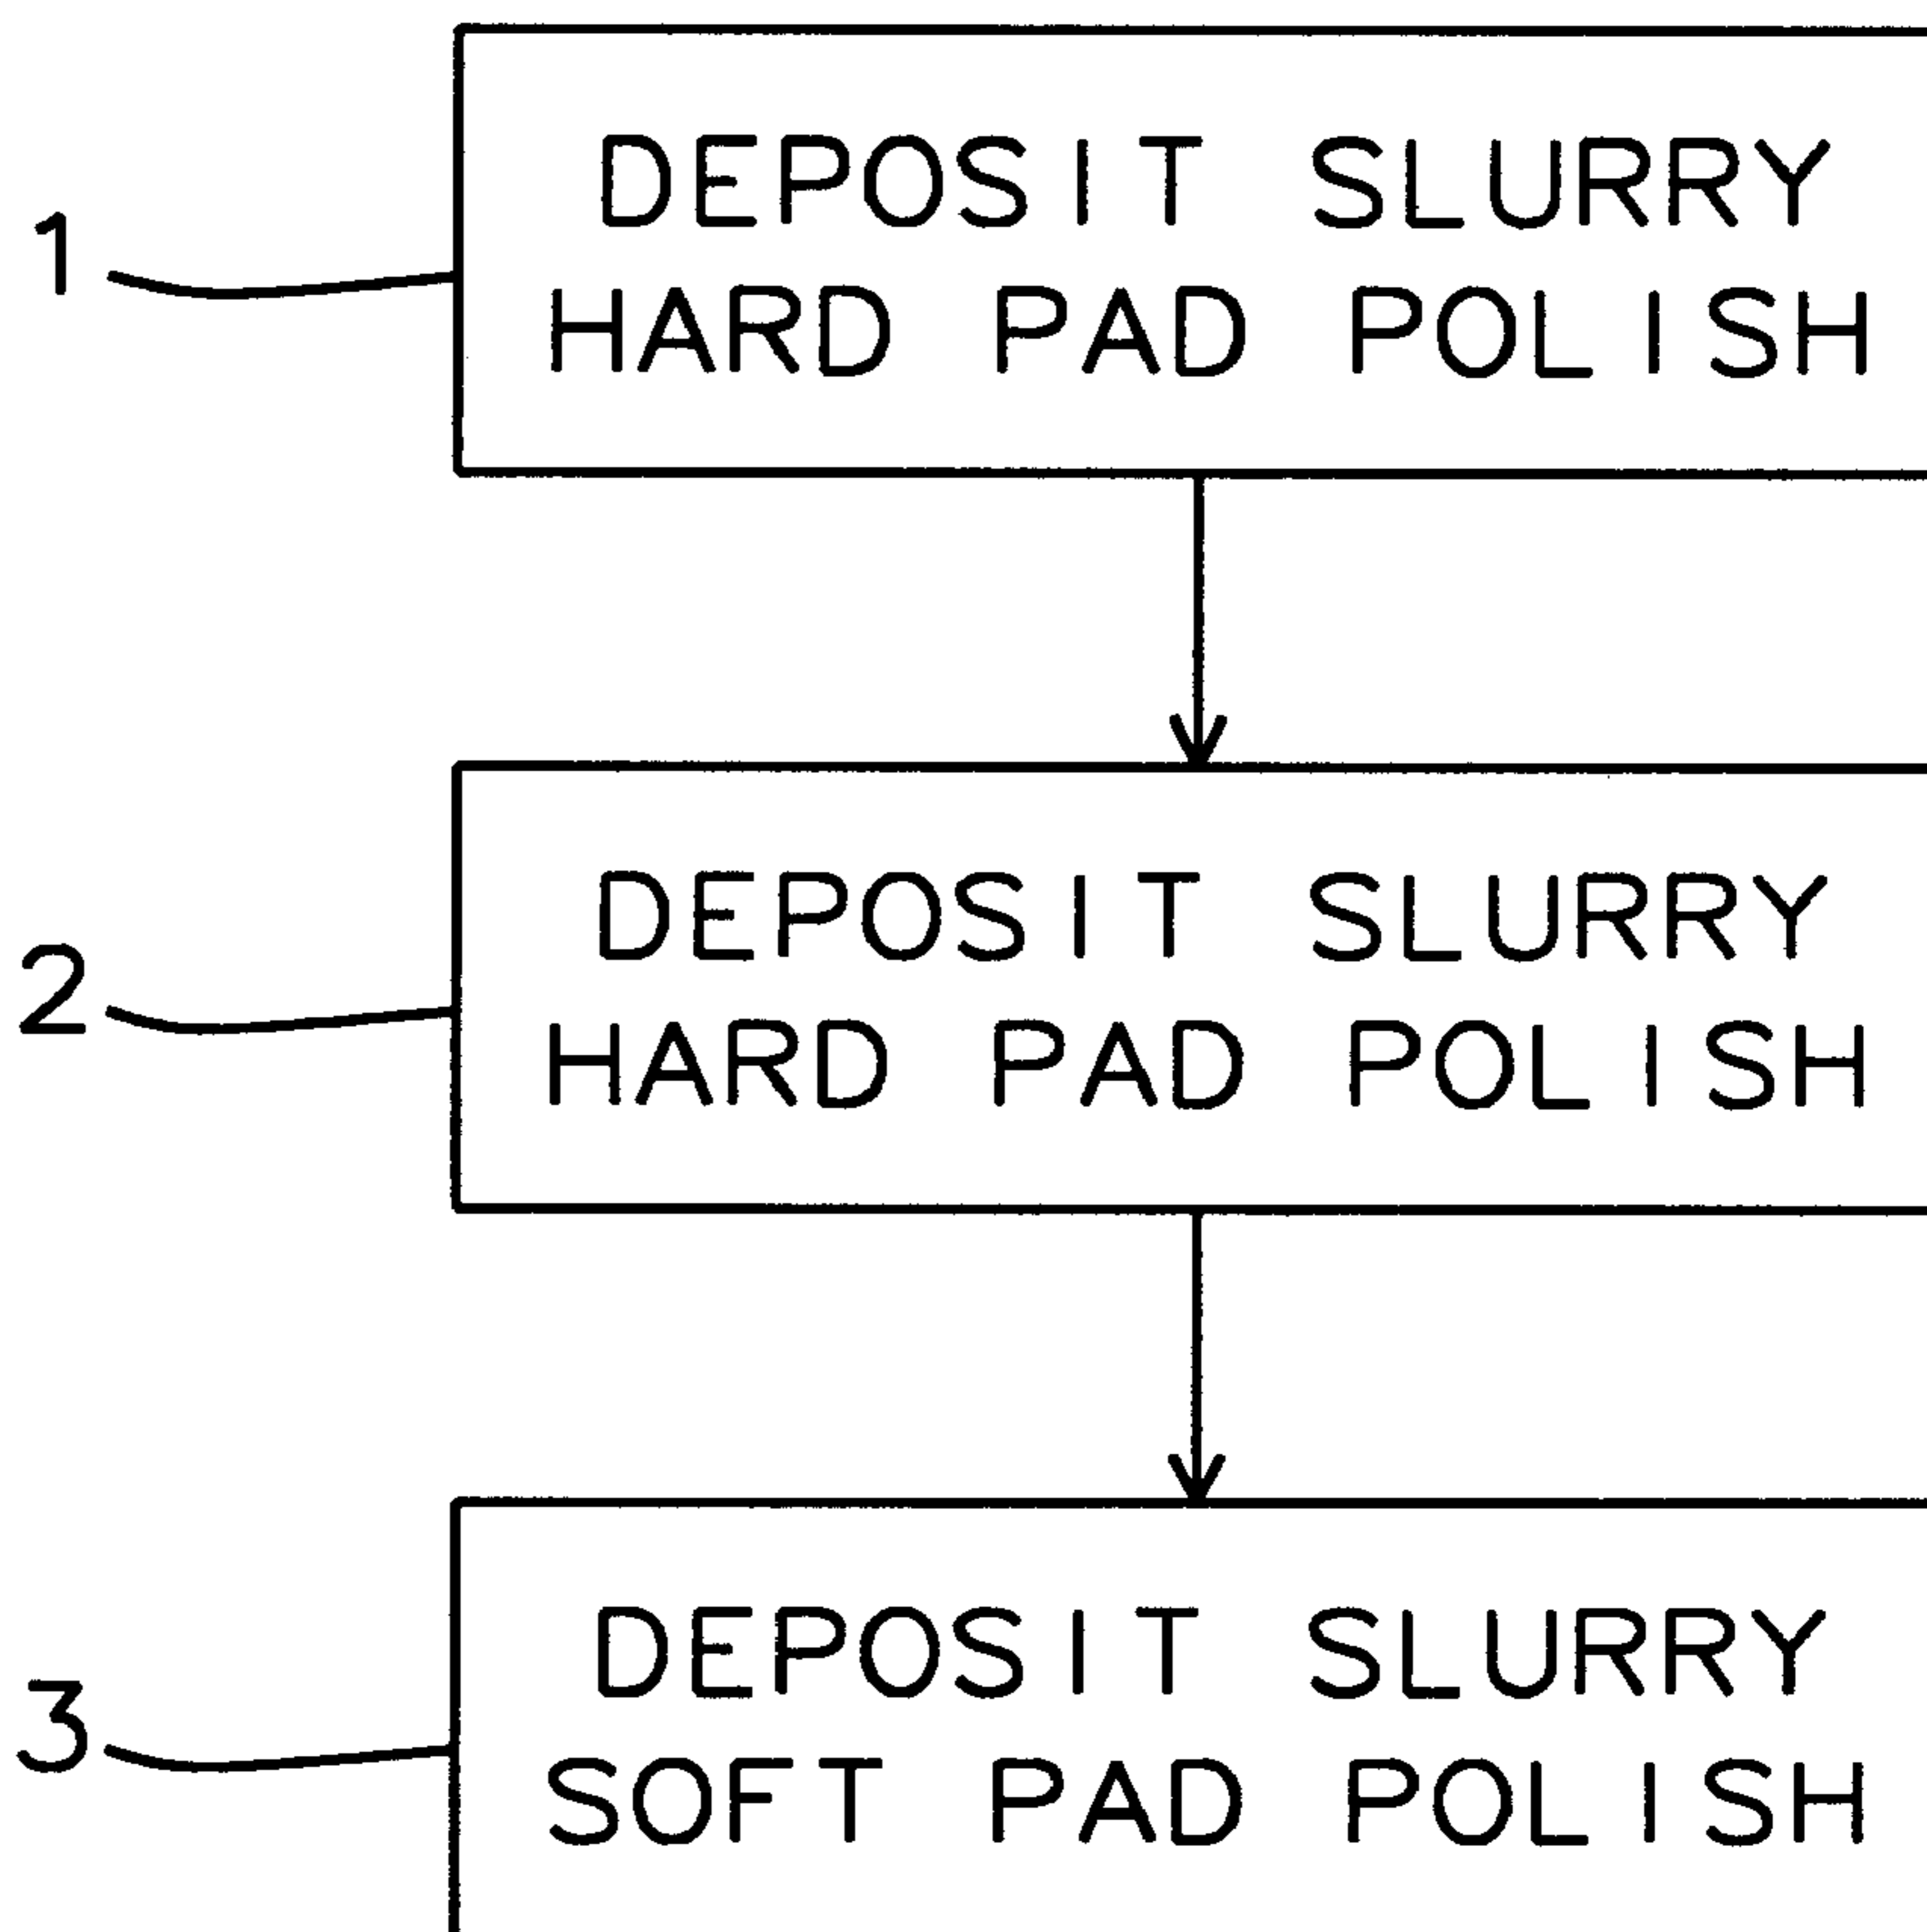 1
DEPOSIT SLURRY
HARD PAD POLISH
2
DEPOSIT SLURRY
HARD PAD POLISH
3
DEPOSIT SLURRY
SOFT PAD POLISH